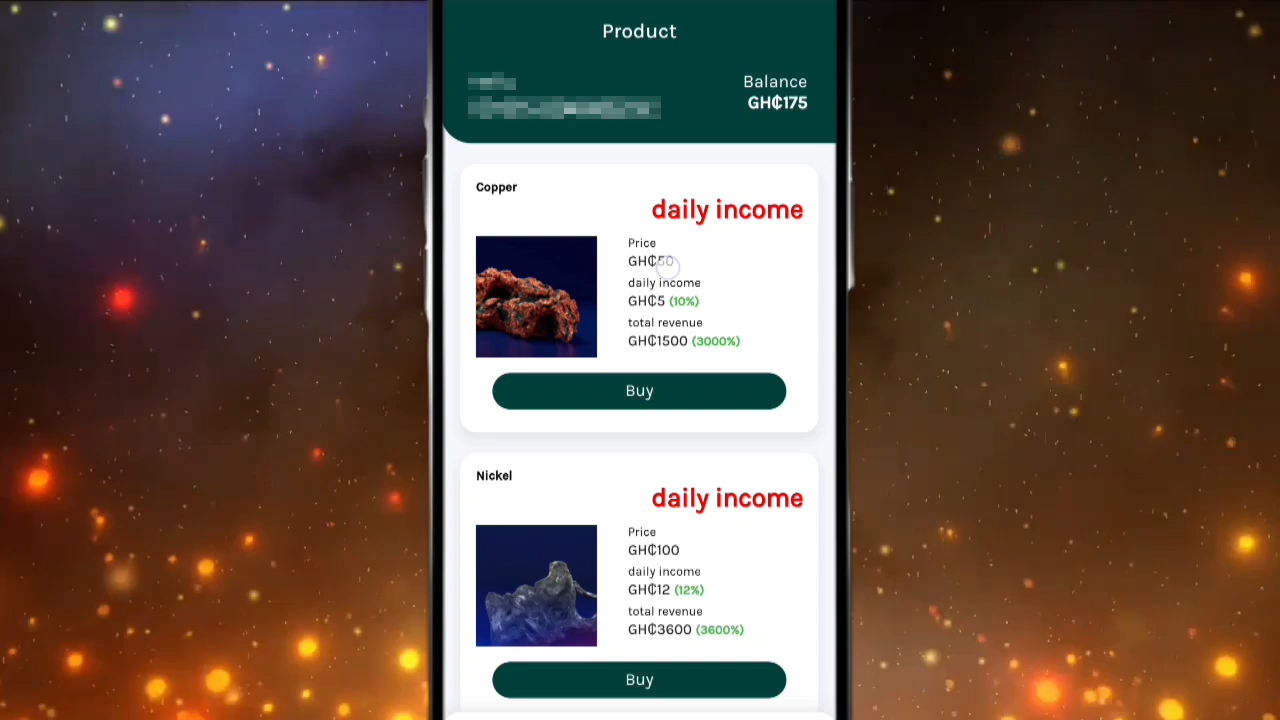 Product
Balance
GH₵175
Copper
daily income
Price
GH₵50
daily income
GH₵5 (10%)
total revenue
GH₵1500 (3000%)
Buy
Nickel
daily income
Price
GH₵100
daily income
GH₵12 (12%)
total revenue
GH₵3600 (3600%)
Buy